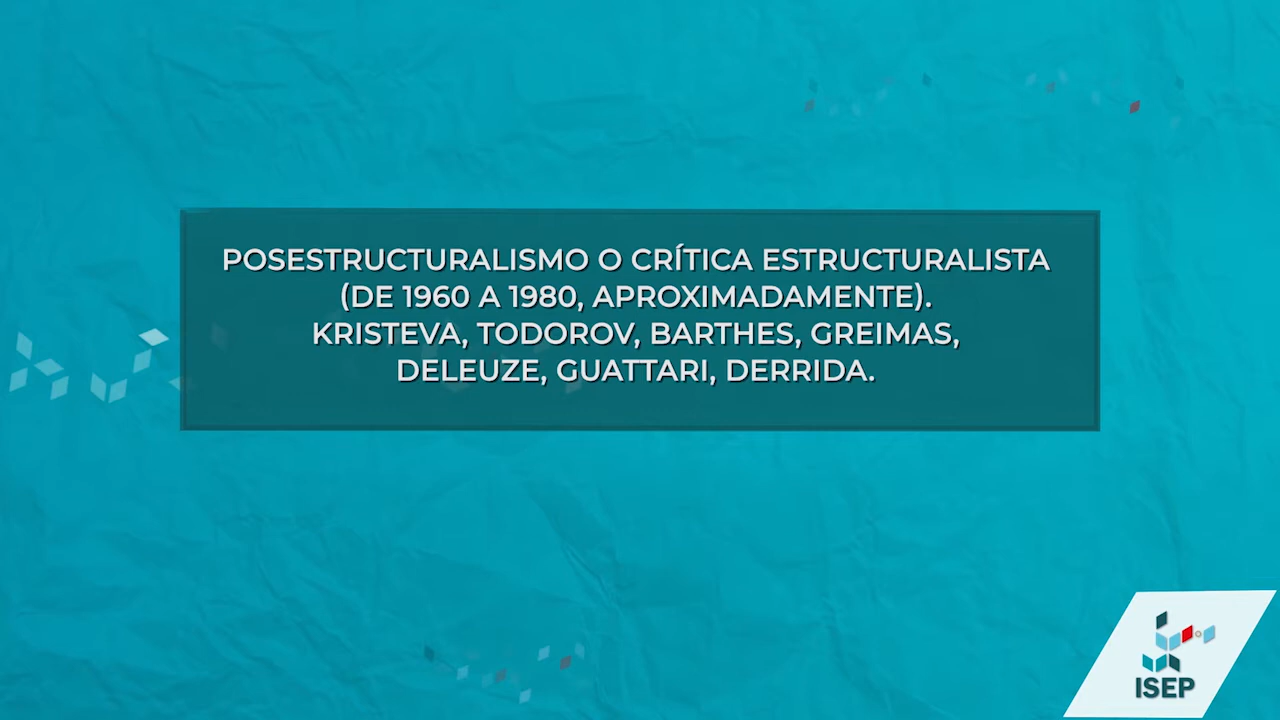 POSESTRUCTURALISMO O CRÍTICA ESTRUCTURALISTA
(DE 1960 A 1980, APROXIMADAMENTE).
KRISTEVA, TODOROV, BARTHES, GREIMAS,
DELEUZE, GUATTARI, DERRIDA.
ISEP